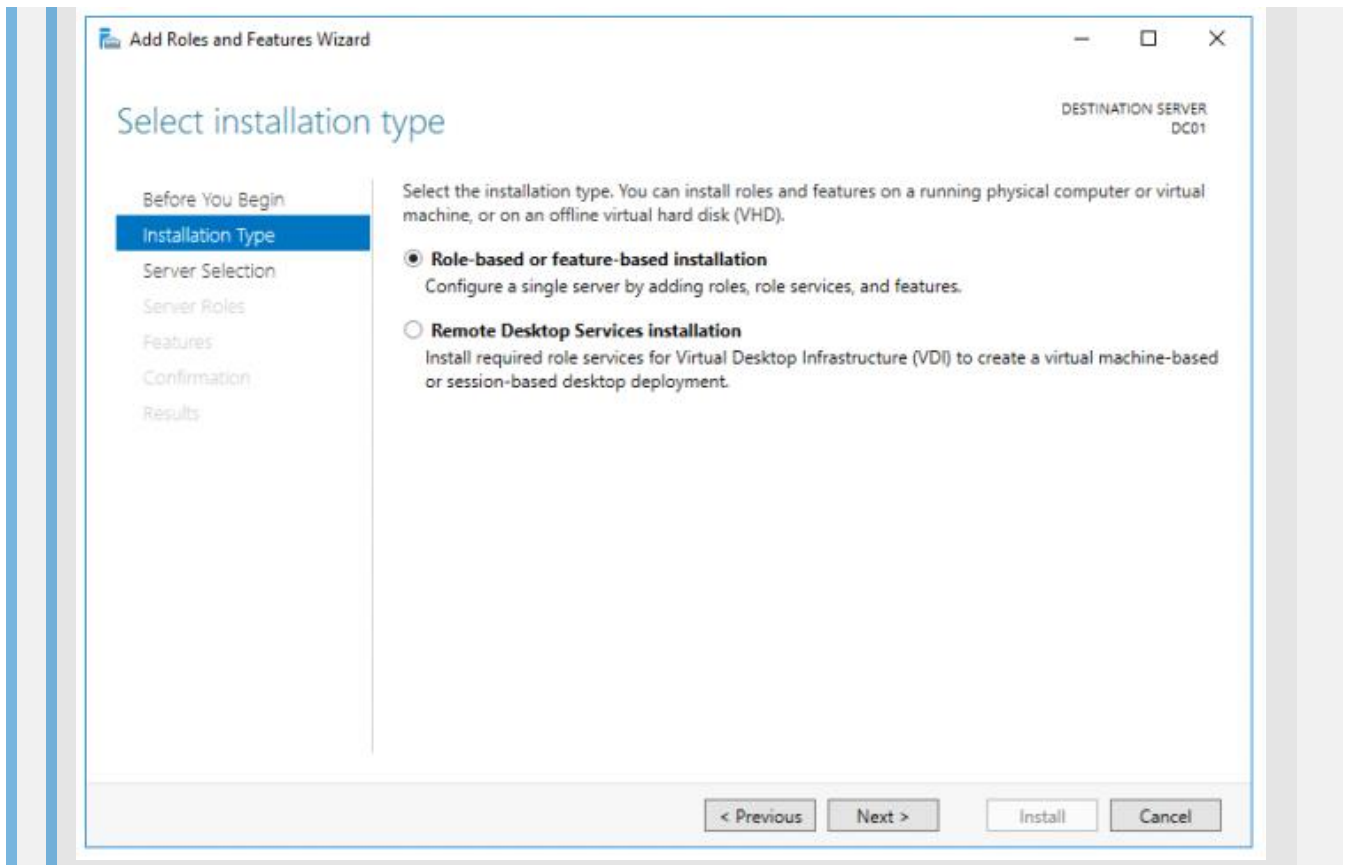 Add Roles and Features Wizard
Select installation type
DESTINATION SERVER
DC01
Before You Begin
Installation Type
Server Selection
Server Roles
Features
Confirmation
Results
Select the installation type. You can install roles and features on a running physical computer or virtual
machine, or on an offline virtual hard disk (VHD).
Role-based or feature-based installation
Configure a single server by adding roles, role services, and features.
Remote Desktop Services installation
Install required role services for Virtual Desktop Infrastructure (VDI) to create a virtual machine-based
or session-based desktop deployment.
< Previous
Next >
Install
Cancel